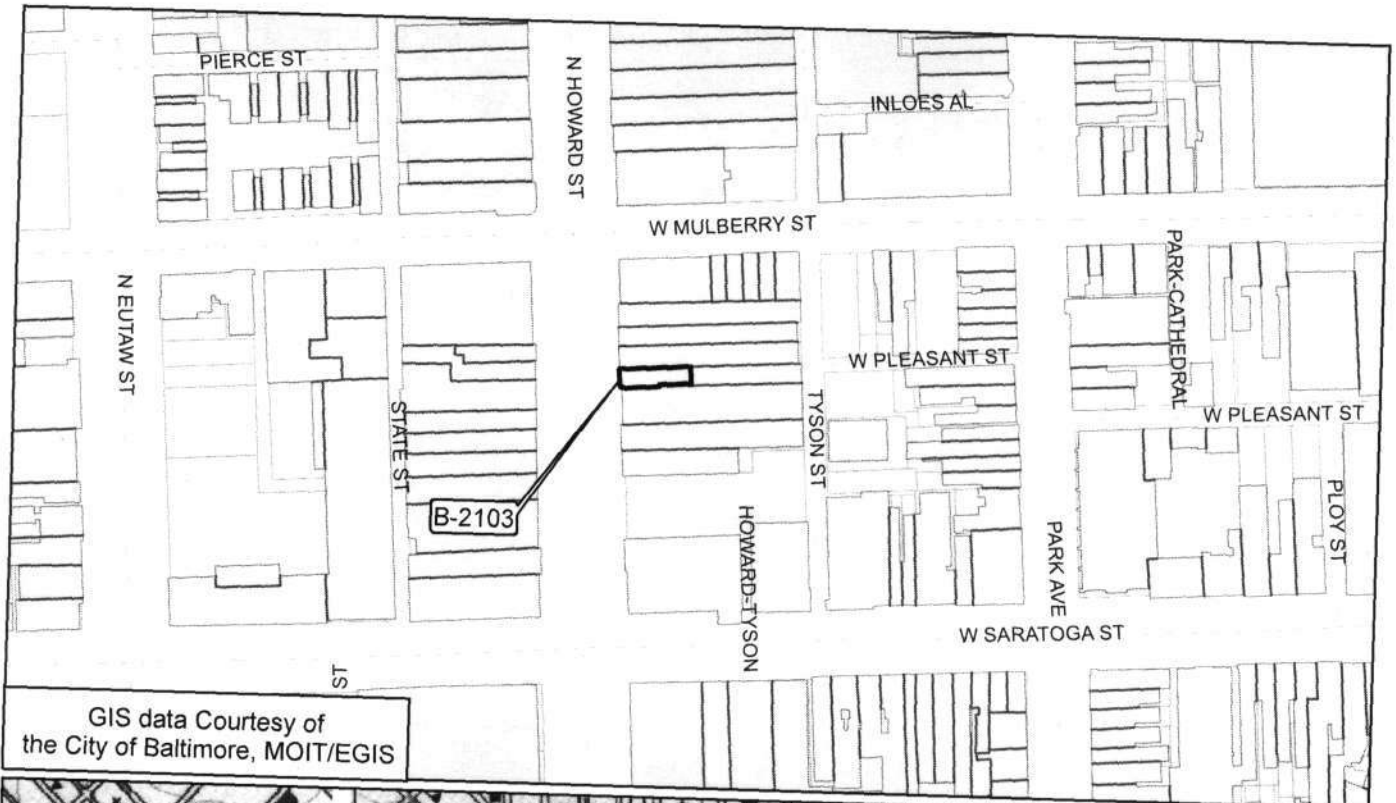 PIERCE ST
N HOWARD ST
INLOES AL
W MULBERRY ST
N EUTAW ST
PARK-CATHEDRAL
W PLEASANT ST
W PLEASANT ST
STATE ST
TYSON ST
B-2103
HOWARD-TYSON
PARK AVE
PLOY ST
W SARATOGA ST
ST
GIS data Courtesy of
the City of Baltimore, MOIT/EGIS